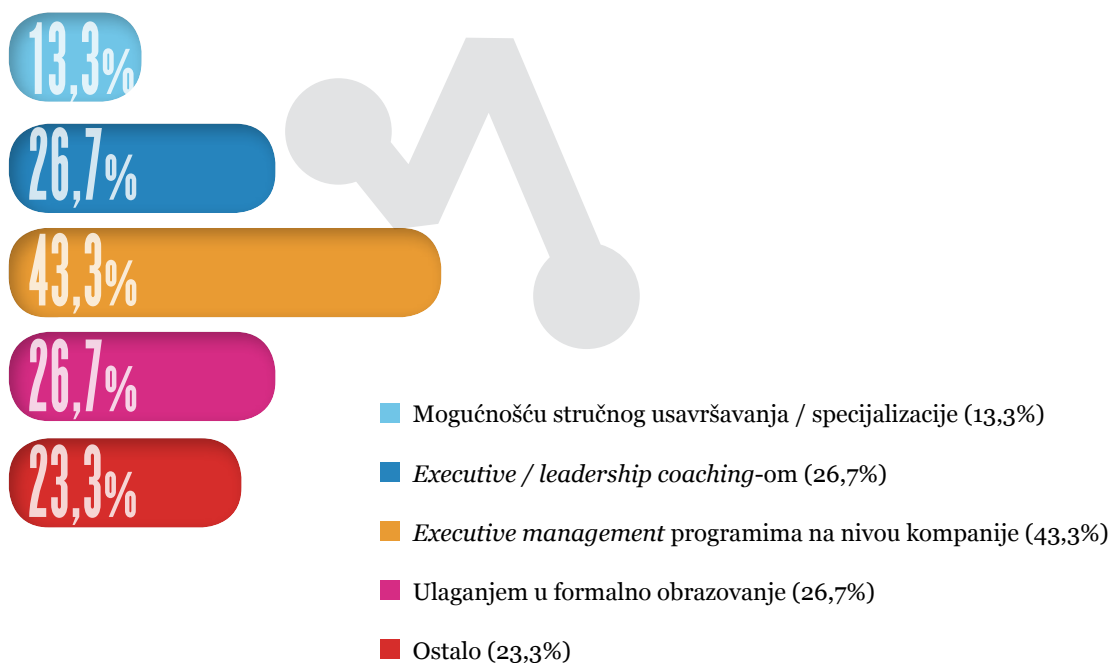 13,3%
26,7%
43,3%
26,7%
23,3%
Mogućnošću stručnog usavršavanja / specijalizacije (13,3%)
Executive / leadership coaching-om (26,7%)
Executive management programima na nivou kompanije (43,3%)
Ulaganjem u formalno obrazovanje (26,7%)
Ostalo (23,3%)